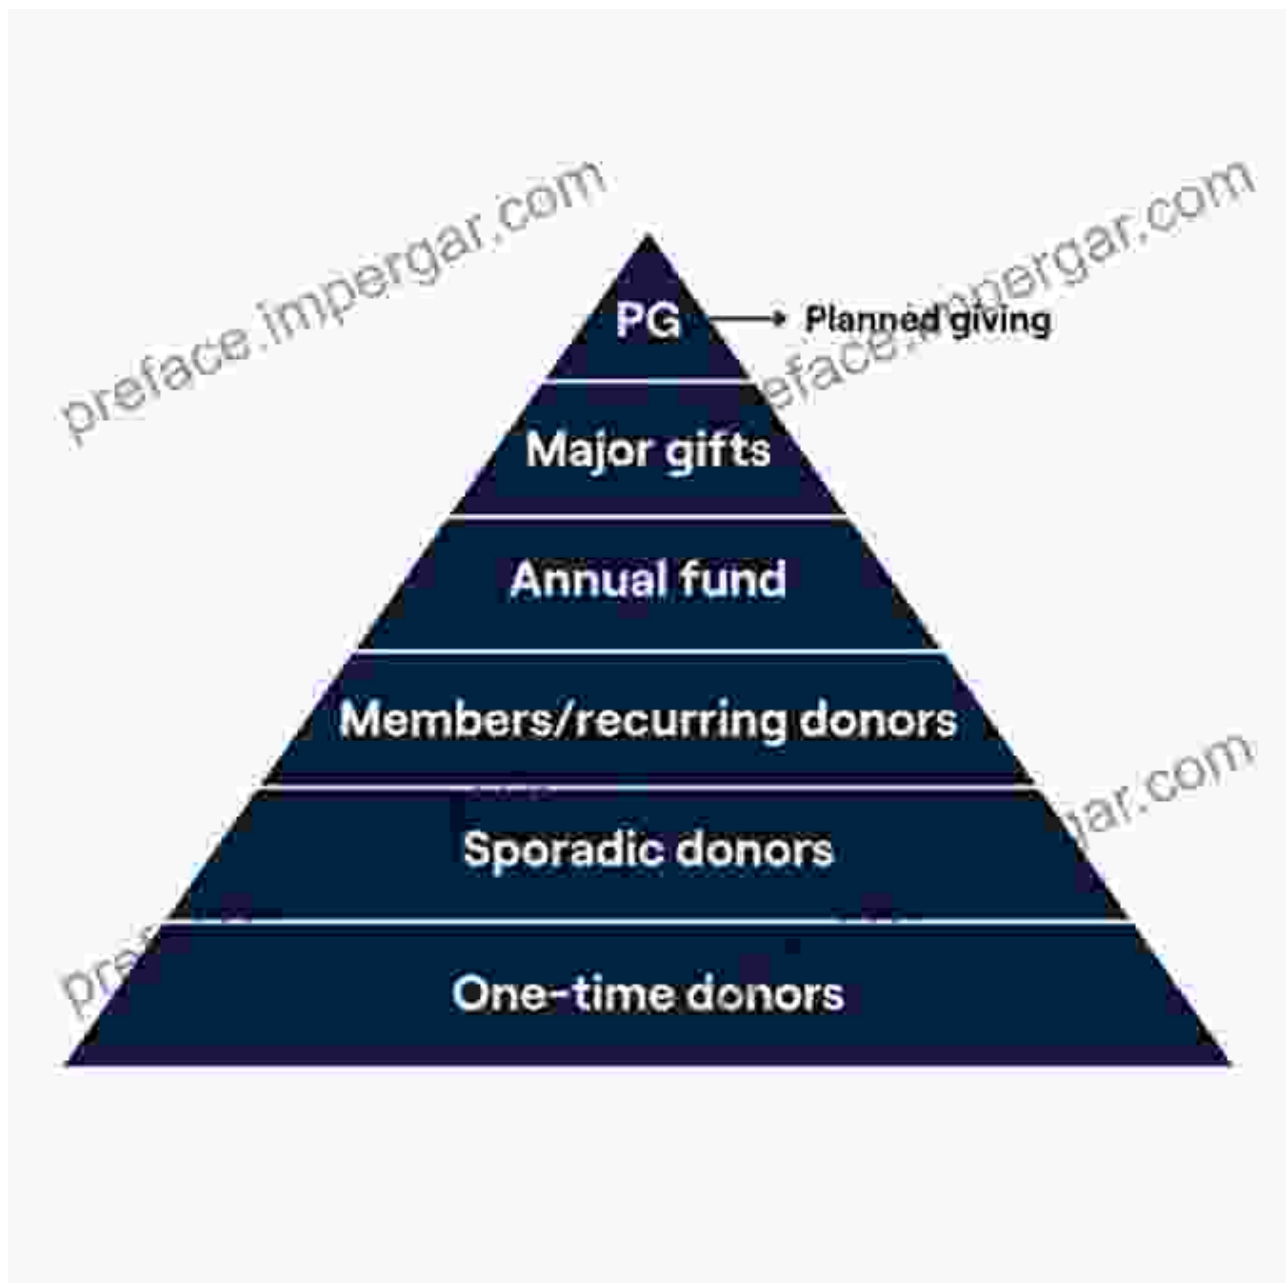 preface.impergar.com
preface.impergar.com
PG
Planned giving
Major gifts
Annual fund
Members/recurring donors
Sporadic donors
One-time donors